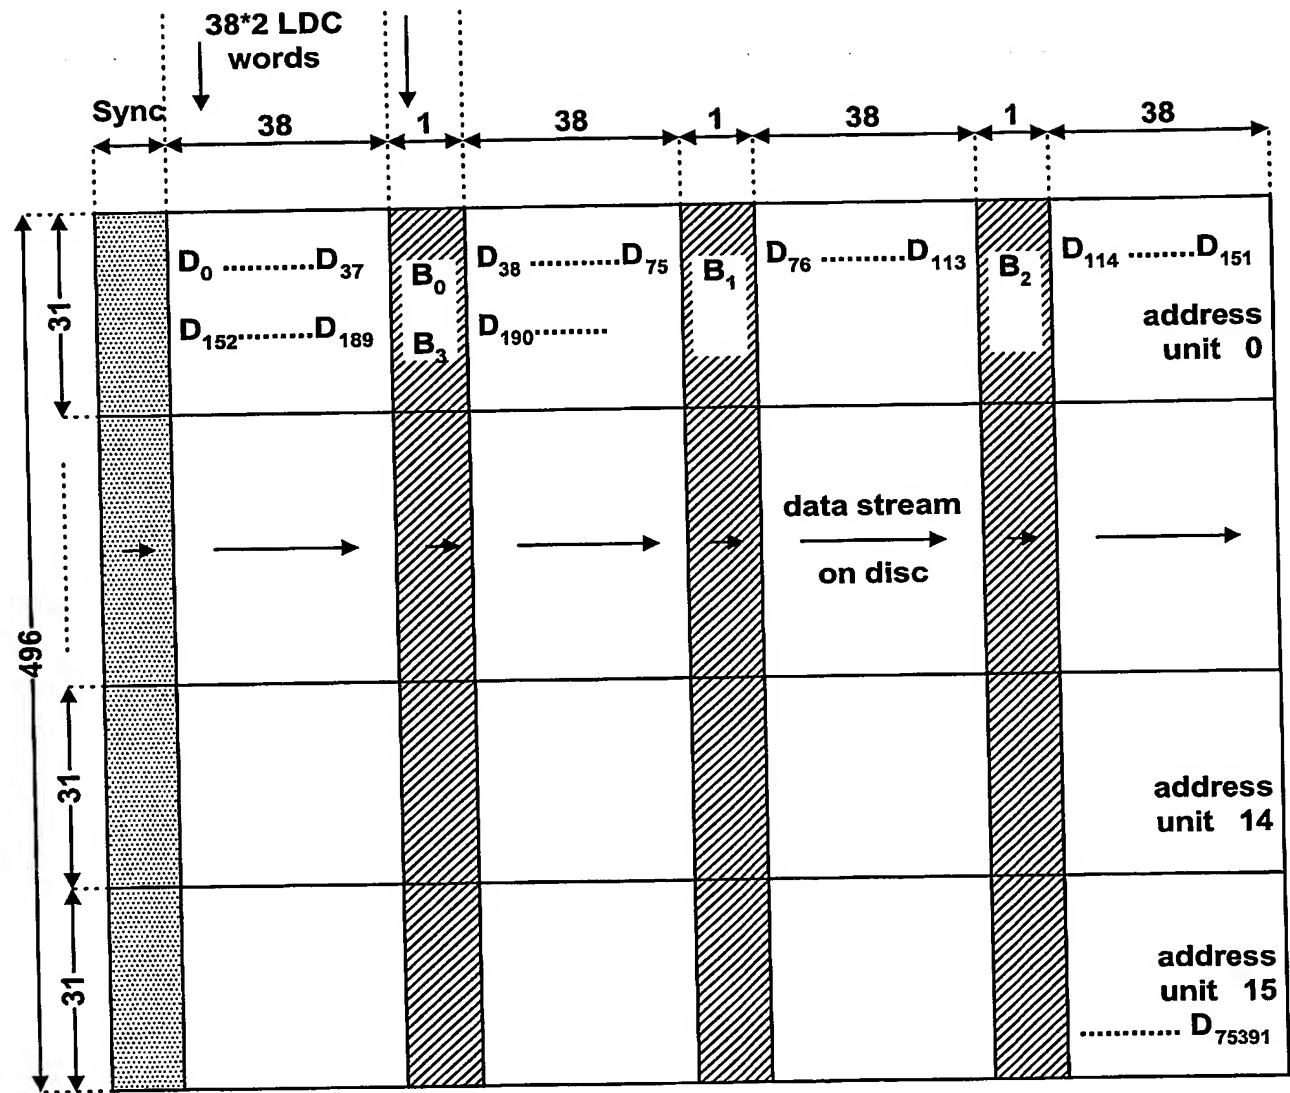 38*2 LDC
words
Sync
38 1 38 1 38 1 38
D0 ...........D37 B0 D38 ...........D75 B1 D76 ..........D113 B2 D114 ........D151
31
D152.........D189 B3 D190..........
address
unit 0
data stream
on disc
496
31
address
unit 14
31
address
unit 15
............ D75391